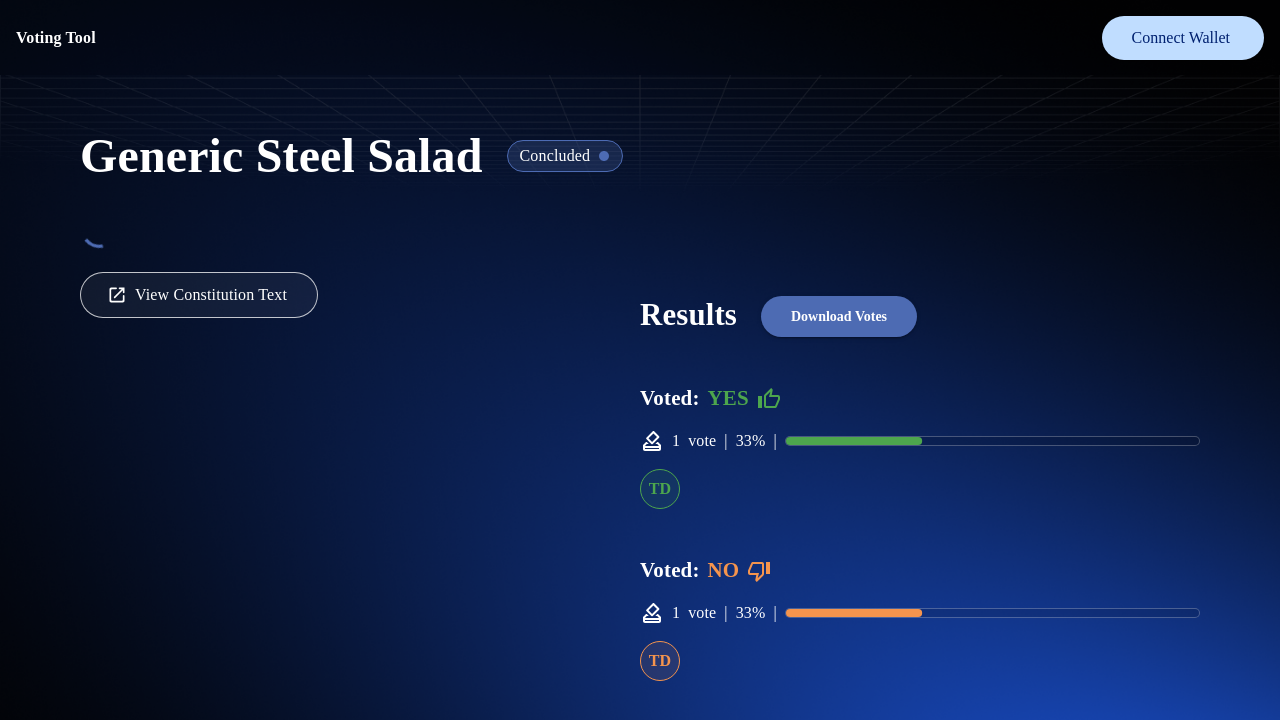 Voting Tool
Connect Wallet
Generic Steel Salad
Concluded
View Constitution Text
Results
Download Votes
Voted: YES
1 vote | 33% |
TD
Voted: NO
1 vote | 33% |
TD